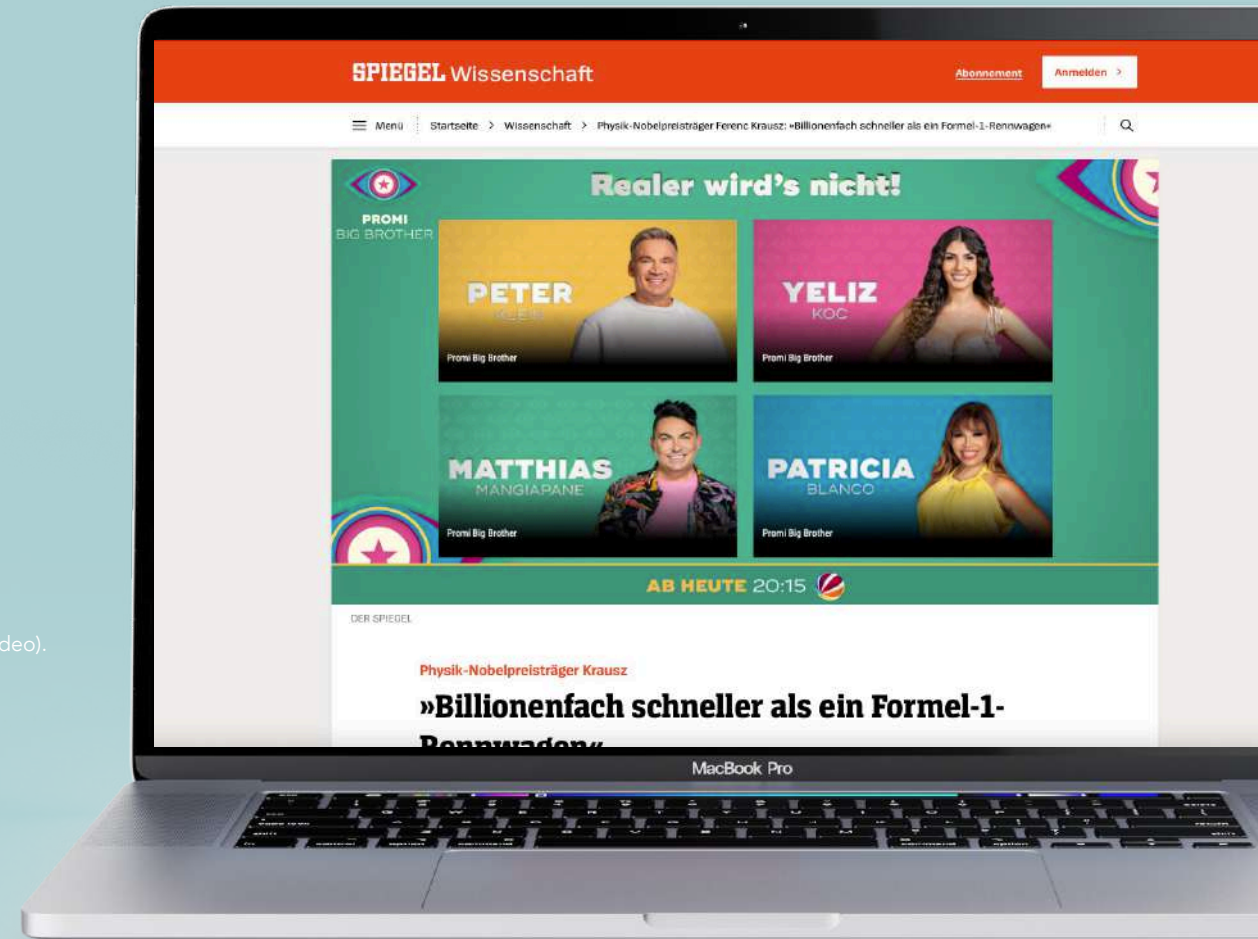 SPIEGEL Wissenschaft
Abonnement
Anmelden >
Menü
Startseite > Wissenschaft > Physik-Nobelpreisträger Ferenc Krausz: »Billionenfach schneller als ein Formel-1-Rennwagen«
PROMI
BIG BROTHER
Realer wird's nicht!
PETER
KLEIN
Promi Big Brother
YELIZ
KOC
Promi Big Brother
MATTHIAS
MANGIAPANE
Promi Big Brother
PATRICIA
BLANCO
Promi Big Brother
AB HEUTE 20:15
DER SPIEGEL
deo).
Physik-Nobelpreisträger Krausz
»Billionenfach schneller als ein Formel-1-
Rennwagen«
MacBook Pro